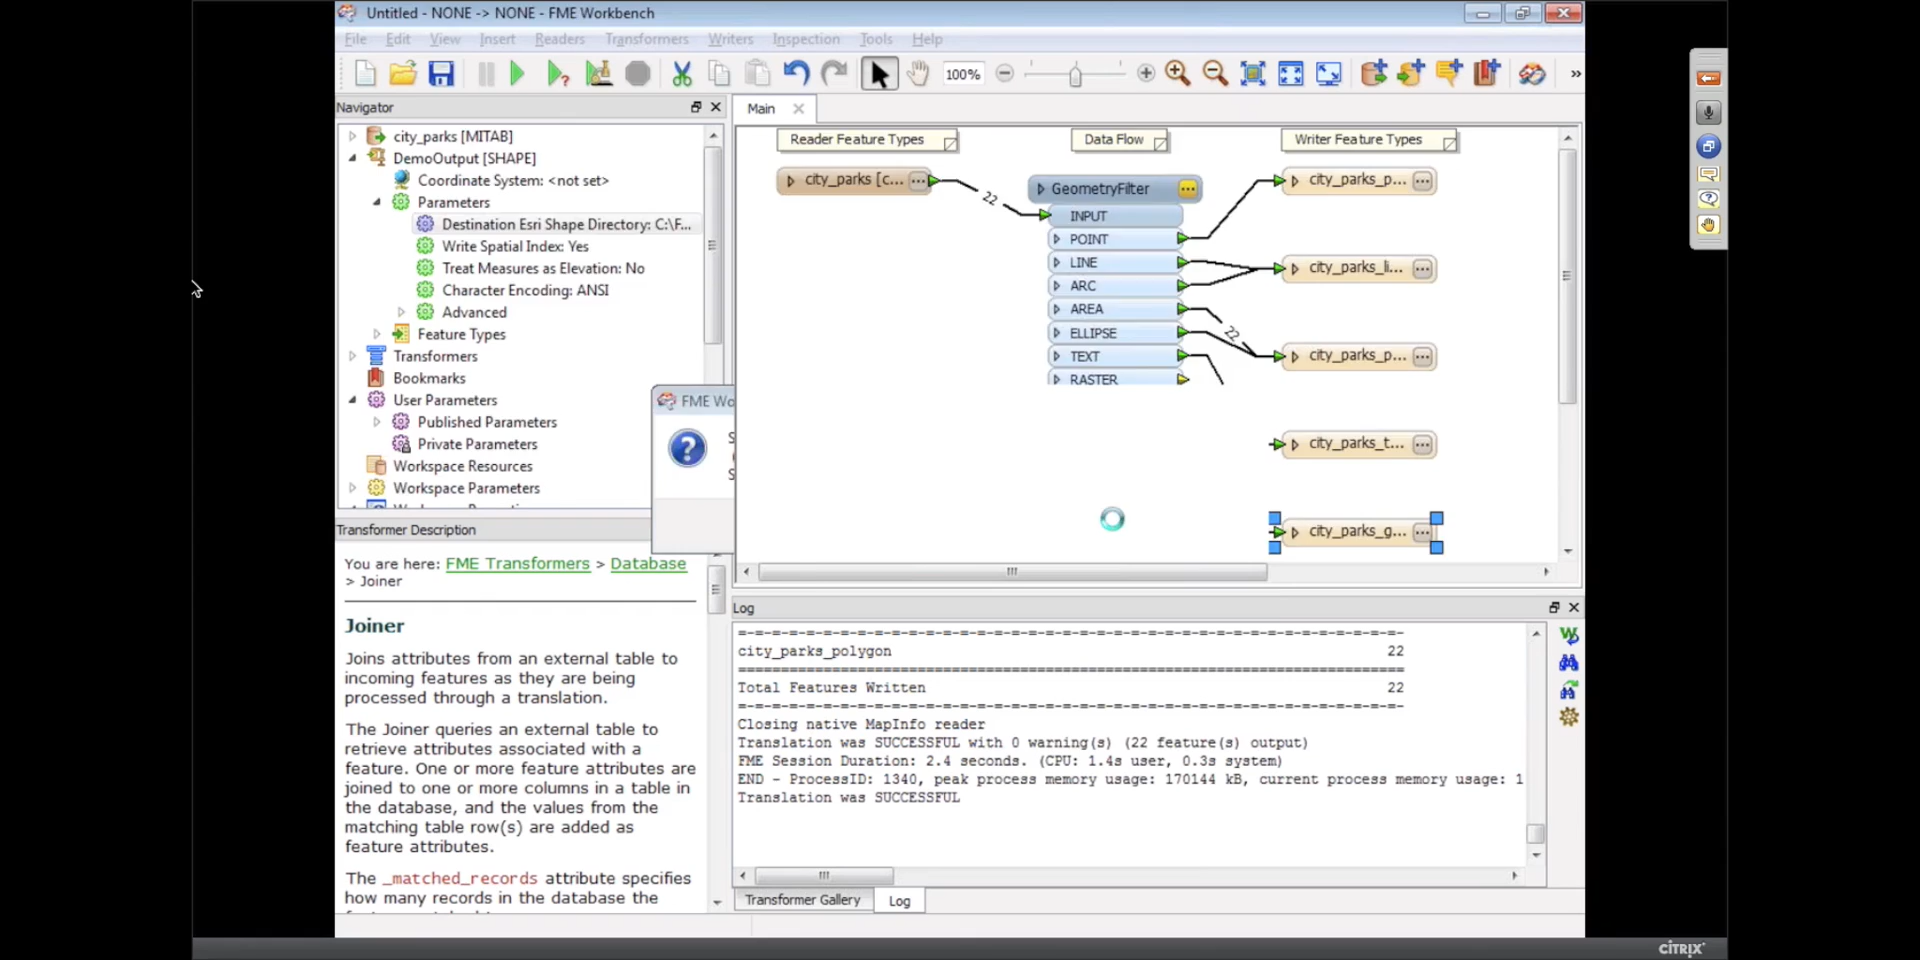 Untitled - NONE -> NONE - FME Workbench
File Edit View Insert Readers Transformers Writers Inspection Tools Help
100%
Navigator
city_parks [MITAB]
DemoOutput [SHAPE]
Coordinate System: <not set>
Parameters
Destination Esri Shape Directory: C:\F...
Write Spatial Index: Yes
Treat Measures as Elevation: No
Character Encoding: ANSI
Advanced
Feature Types
Transformers
Bookmarks
User Parameters
Published Parameters
Private Parameters
Workspace Resources
Workspace Parameters
FME Wo
Transformer Description
You are here: FME Transformers > Database
> Joiner
Joiner
Joins attributes from an external table to
incoming features as they are being
processed through a translation.
The Joiner queries an external table to
retrieve attributes associated with a
feature. One or more feature attributes are
joined to one or more columns in a table in
the database, and the values from the
matching table row(s) are added as
feature attributes.
The _matched_records attribute specifies
how many records in the database the
Main
Reader Feature Types
Data Flow
Writer Feature Types
city_parks [c...
22
GeometryFilter
INPUT
POINT
LINE
ARC
AREA
ELLIPSE
TEXT
RASTER
22
city_parks_p...
city_parks_li...
city_parks_p...
city_parks_t...
city_parks_g...
Log
=-=-=-=-=-=-=-=-=-=-=-=-=-=-=-=-=-=-=-=-=-=-=-=-=-=-=-=-=-=-=-=-=-=-=-=-=-=-
city_parks_polygon 22
==============================================================================
Total Features Written 22
=-=-=-=-=-=-=-=-=-=-=-=-=-=-=-=-=-=-=-=-=-=-=-=-=-=-=-=-=-=-=-=-=-=-=-=-=-=-
Closing native MapInfo reader
Translation was SUCCESSFUL with 0 warning(s) (22 feature(s) output)
FME Session Duration: 2.4 seconds. (CPU: 1.4s user, 0.3s system)
END - ProcessID: 1340, peak process memory usage: 170144 kB, current process memory usage: 1
Translation was SUCCESSFUL
Transformer Gallery
Log
CITRIX